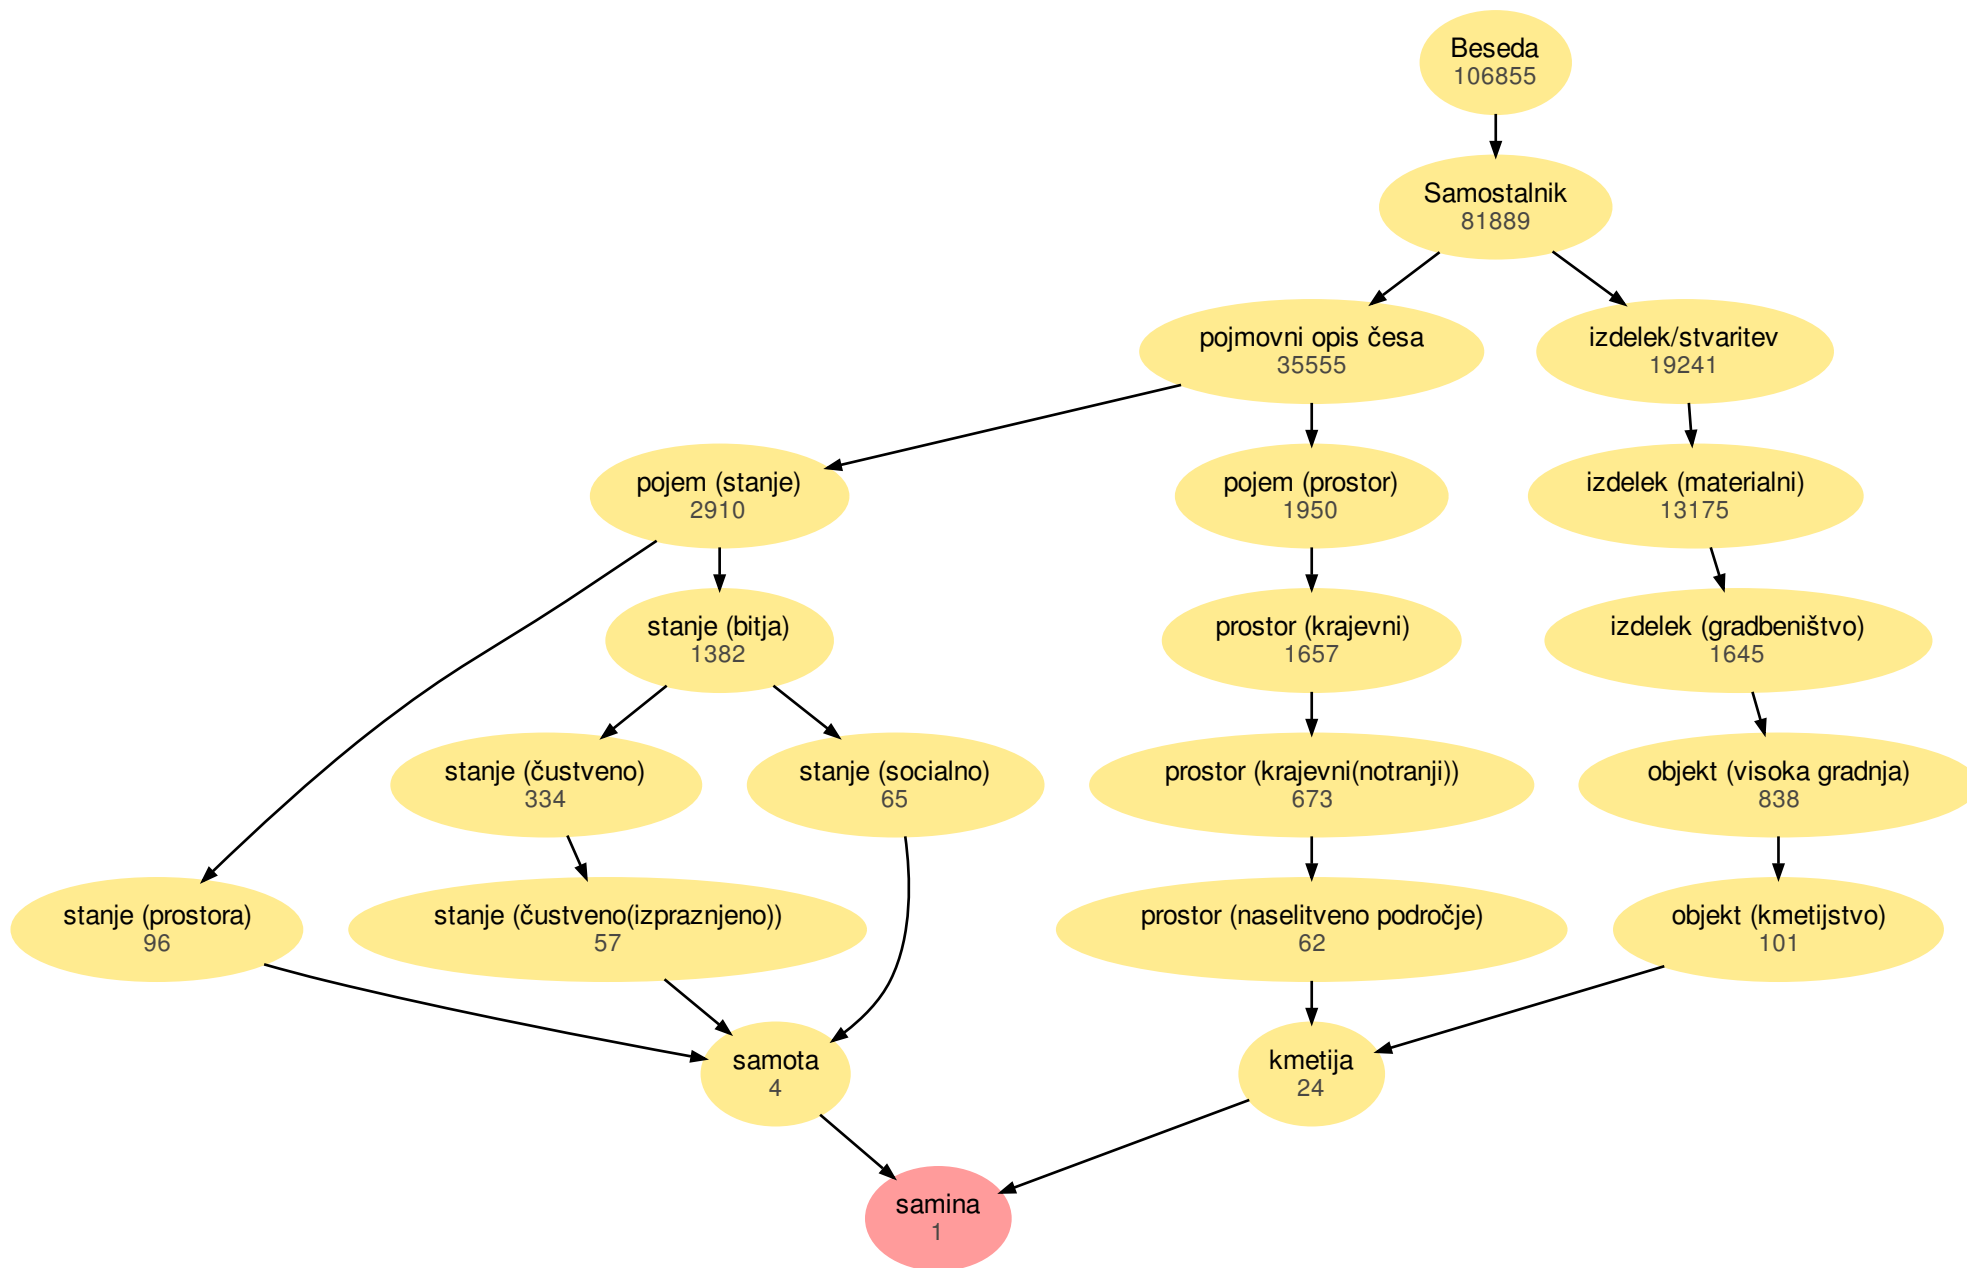 Beseda
106855
Samostalnik
81889
pojmovni opis česa
35555
izdelek/stvaritev
19241
pojem (stanje)
2910
pojem (prostor)
1950
izdelek (materialni)
13175
stanje (bitja)
1382
prostor (krajevni)
1657
izdelek (gradbeništvo)
1645
stanje (čustveno)
334
stanje (socialno)
65
prostor (krajevni(notranji))
673
objekt (visoka gradnja)
838
stanje (prostora)
96
stanje (čustveno(izpraznjeno))
57
prostor (naselitveno področje)
62
objekt (kmetijstvo)
101
samota
4
kmetija
24
samina
1